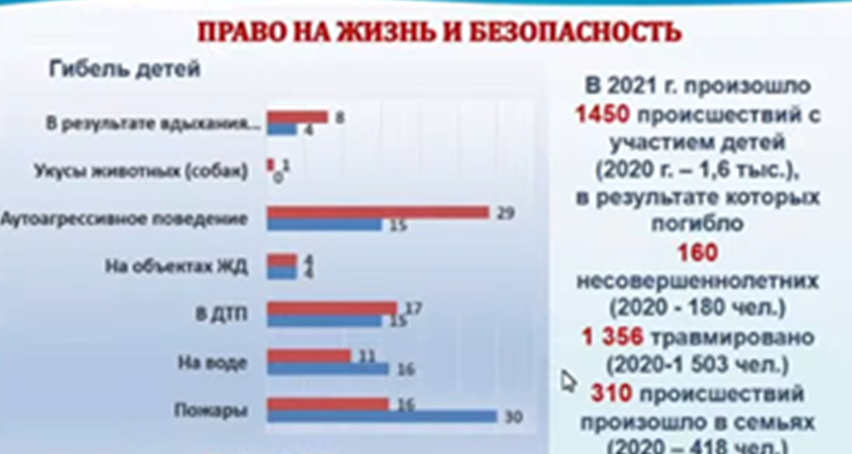 ПРАВО НА ЖИЗНЬ И БЕЗОПАСНОСТЬ
Гибель детей
В результате вдыхания... 8
4
Укусы животных (собак) 1
0
Аутоагрессивное поведение 29
15
На объектах ЖД 4
4
В ДТП 17
15
На воде 11
16
Пожары 16
30
В 2021 г. произошло
1450 происшествий с
участием детей
(2020 г. – 1,6 тыс.),
в результате которых
погибло
160
несовершеннолетних
(2020 - 180 чел.)
1 356 травмировано
(2020-1 503 чел.)
310 происшествий
произошло в семьях
(2020 – 418 чел.)